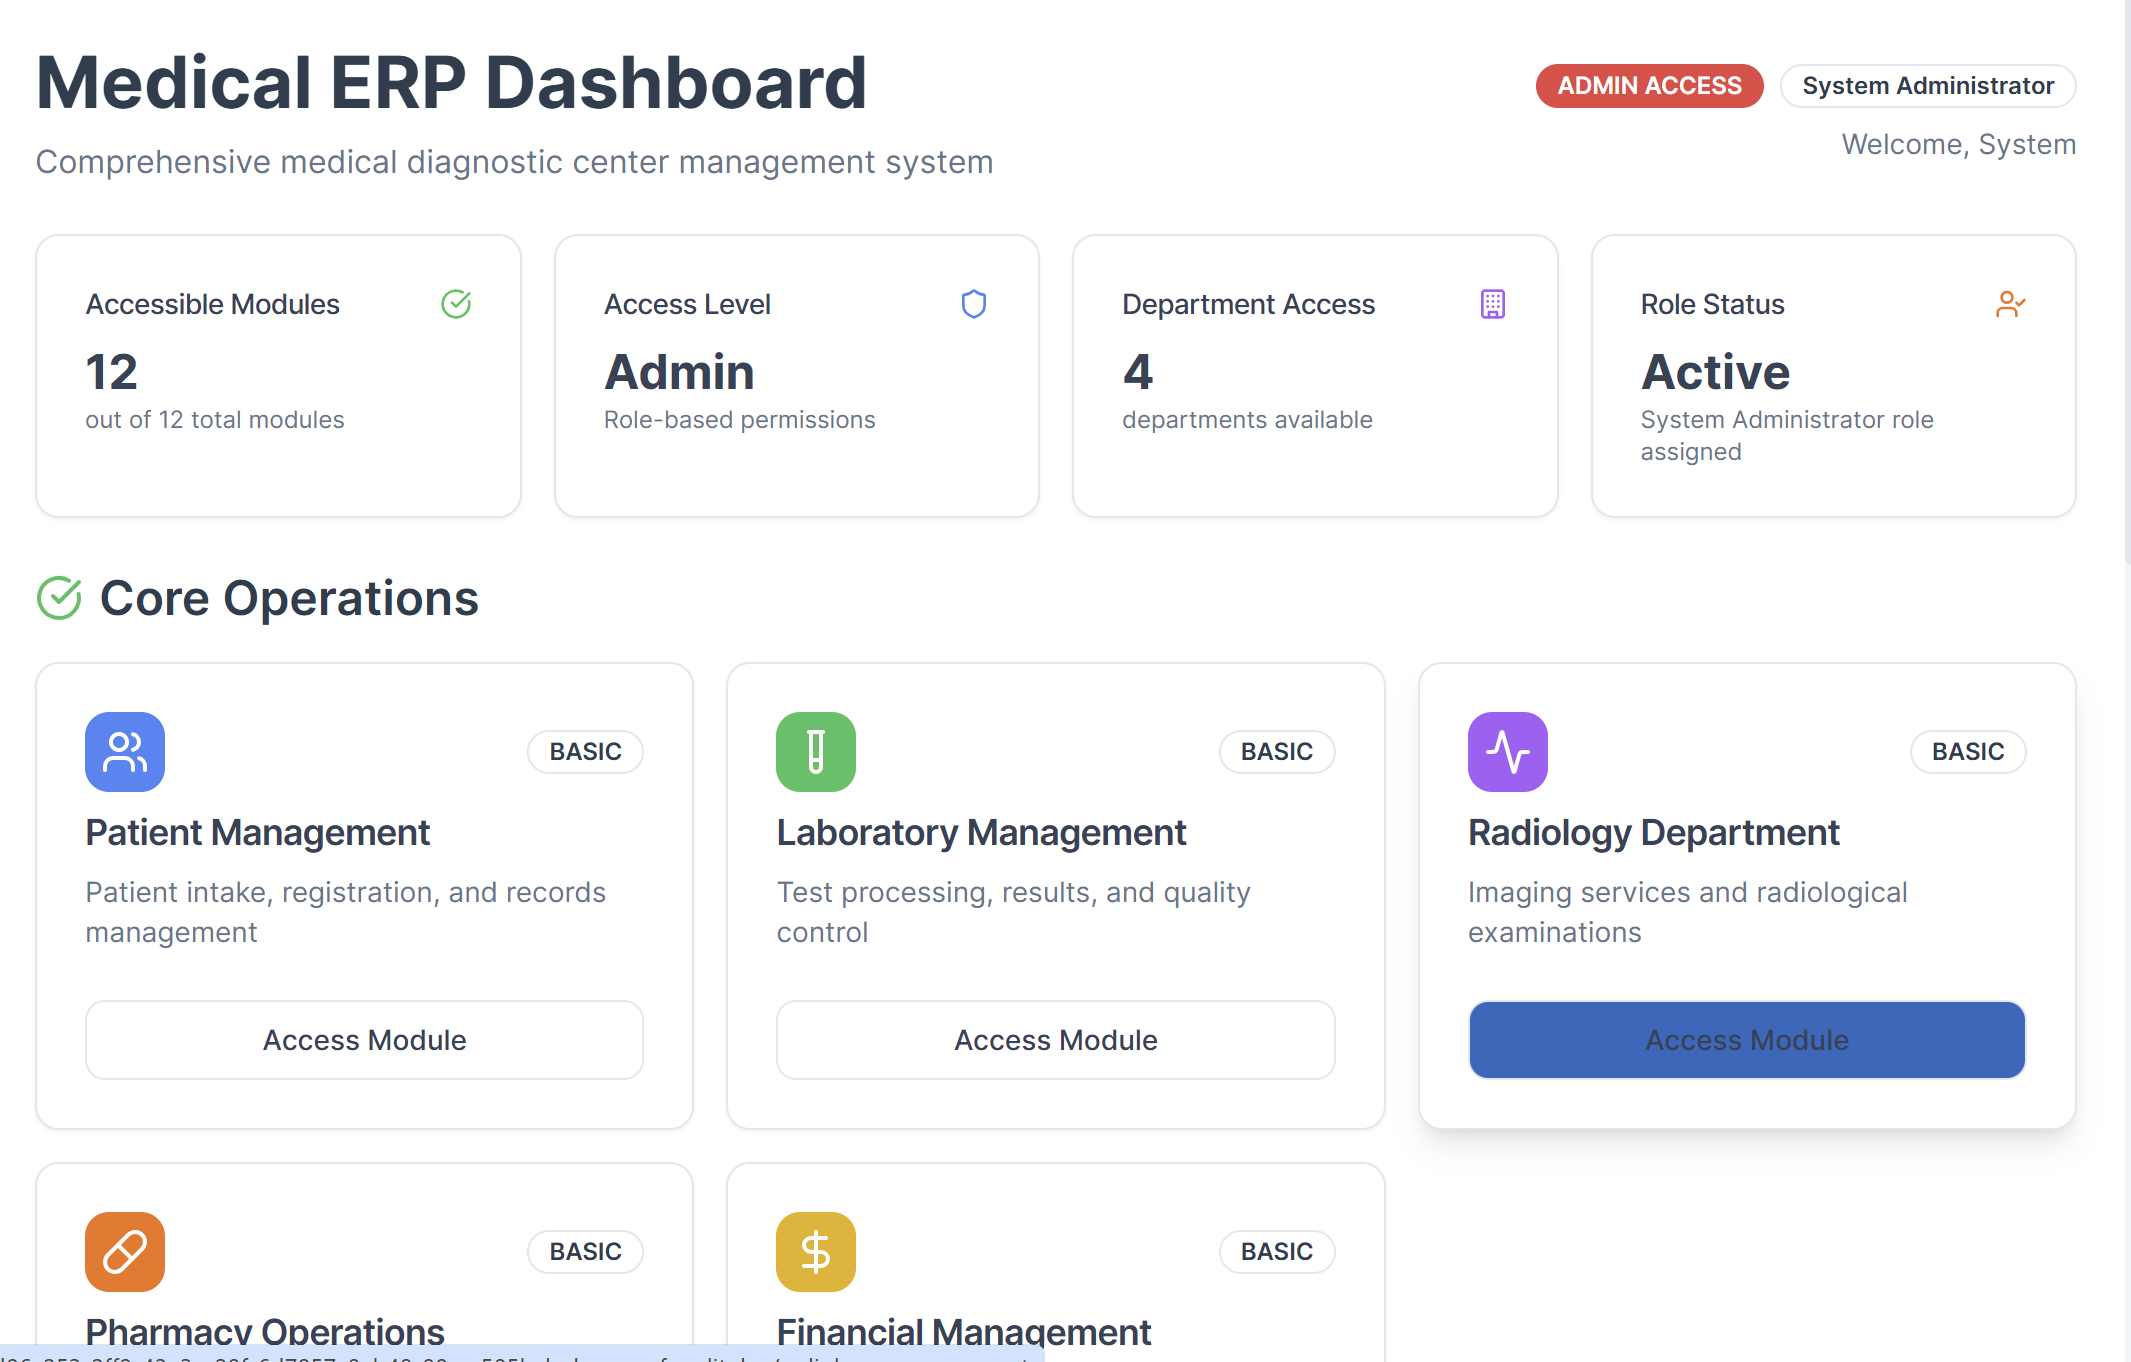 Medical ERP Dashboard
Comprehensive medical diagnostic center management system
ADMIN ACCESS
System Administrator
Welcome, System
Accessible Modules
12
out of 12 total modules
Access Level
Admin
Role-based permissions
Department Access
4
departments available
Role Status
Active
System Administrator role
assigned
Core Operations
BASIC
Patient Management
Patient intake, registration, and records
management
Access Module
BASIC
Laboratory Management
Test processing, results, and quality
control
Access Module
BASIC
Radiology Department
Imaging services and radiological
examinations
Access Module
BASIC
Pharmacy Operations
BASIC
Financial Management